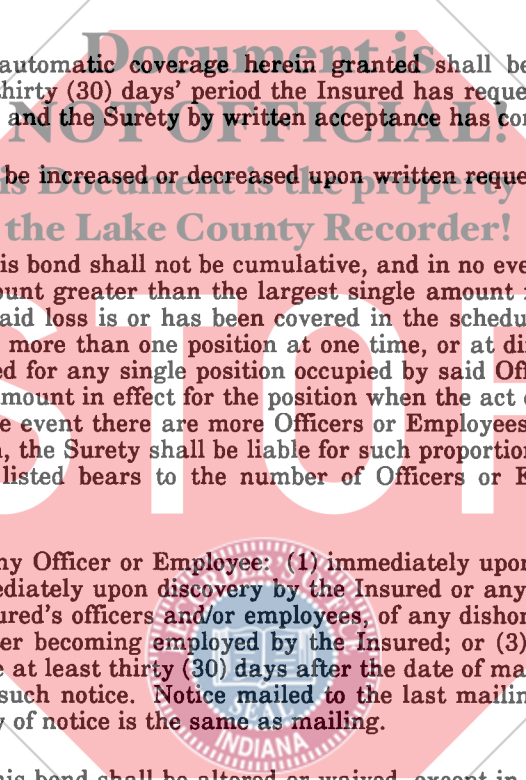 Document is
automatic coverage herein granted shall be
thirty (30) days' period the Insured has reque
NOT OFFICIAL!
and the Surety by written acceptance has con
be increased or decreased upon written reque
is Document is the property
the Lake County Recorder!
is bond shall not be cumulative, and in no eve
ount greater than the largest single amount
aid loss is or has been covered in the schedu
more than one position at one time, or at di
ed for any single position occupied by said Off
mount in effect for the position when the act
e event there are more Officers or Employees
, the Surety shall be liable for such proportion
listed bears to the number of Officers or E
STOP
ny Officer or Employee: (1) immediately upon
ediately upon discovery by the Insured or any
ured's officers and/or employees, of any dishon
er becoming employed by the Insured; or (3)
e at least thirty (30) days after the date of ma
such notice. Notice mailed to the last mailin
y of notice is the same as mailing.
SEAL
INDIANA
is bond shall be altered or waived, except in